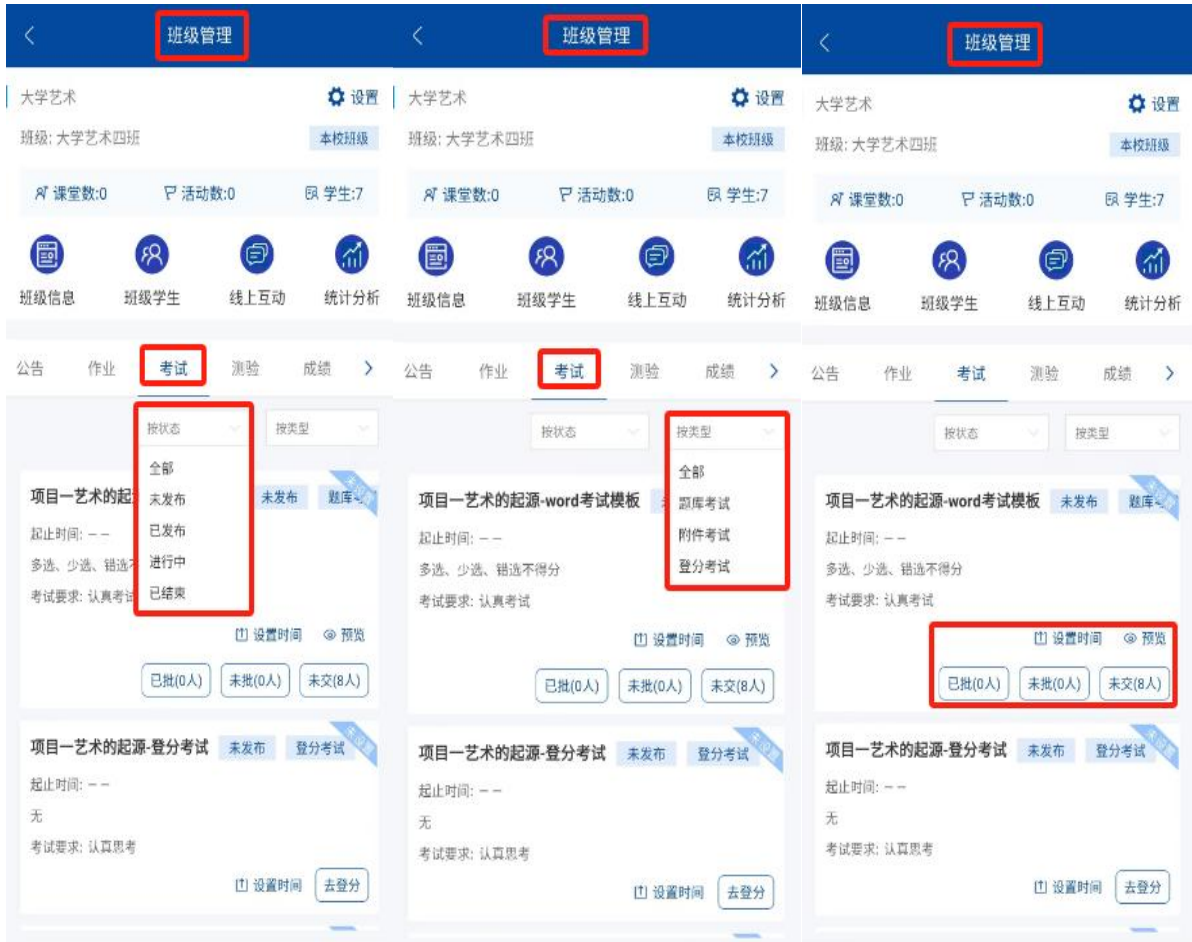 班级管理
大学艺术
设置
班级: 大学艺术四班
本校班级
课堂数:0 活动数:0 学生:7
班级信息 班级学生 线上互动 统计分析
公告 作业 考试 测验 成绩
按状态 按类型
全部
未发布
已发布
进行中
已结束
项目一艺术的起 未发布 题库
起止时间: – –
多选、少选、错选不
考试要求: 认真考试
设置时间 预览
已批(0人) 未批(0人) 未交(8人)
项目一艺术的起源-登分考试 未发布 登分考试
起止时间: – –
无
考试要求: 认真思考
设置时间 去登分
班级管理
大学艺术
设置
班级: 大学艺术四班
本校班级
课堂数:0 活动数:0 学生:7
班级信息 班级学生 线上互动 统计分析
公告 作业 考试 测验 成绩
按状态 按类型
全部
题库考试
附件考试
登分考试
项目一艺术的起源-word考试模板
起止时间: – –
多选、少选、错选不得分
考试要求: 认真考试
设置时间 预览
已批(0人) 未批(0人) 未交(8人)
项目一艺术的起源-登分考试 未发布 登分考试
起止时间: – –
无
考试要求: 认真思考
设置时间 去登分
班级管理
大学艺术
设置
班级: 大学艺术四班
本校班级
课堂数:0 活动数:0 学生:7
班级信息 班级学生 线上互动 统计分析
公告 作业 考试 测验 成绩
按状态 按类型
项目一艺术的起源-word考试模板 未发布 题库
起止时间: – –
多选、少选、错选不得分
考试要求: 认真考试
设置时间 预览
已批(0人) 未批(0人) 未交(8人)
项目一艺术的起源-登分考试 未发布 登分考试
起止时间: – –
无
考试要求: 认真思考
设置时间 去登分